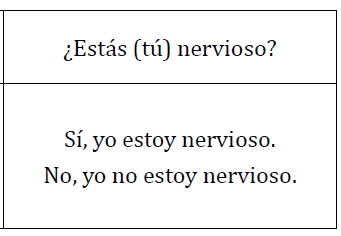 ¿Estás (tú) nervioso?
Sí, yo estoy nervioso.
No, yo no estoy nervioso.